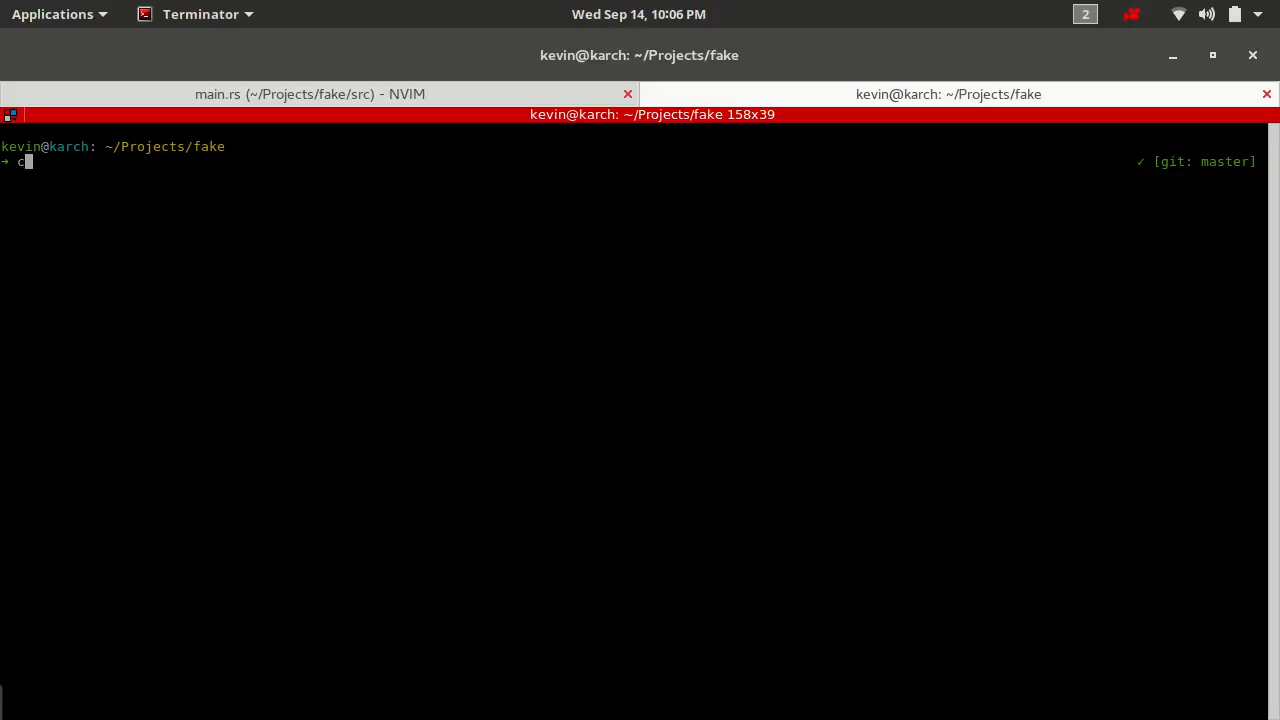 Applications Terminator Wed Sep 14, 10:06 PM 2
kevin@karch: ~/Projects/fake
main.rs (~/Projects/fake/src) - NVIM kevin@karch: ~/Projects/fake
kevin@karch: ~/Projects/fake 158x39
kevin@karch: ~/Projects/fake
➜ c ✓ [git: master]